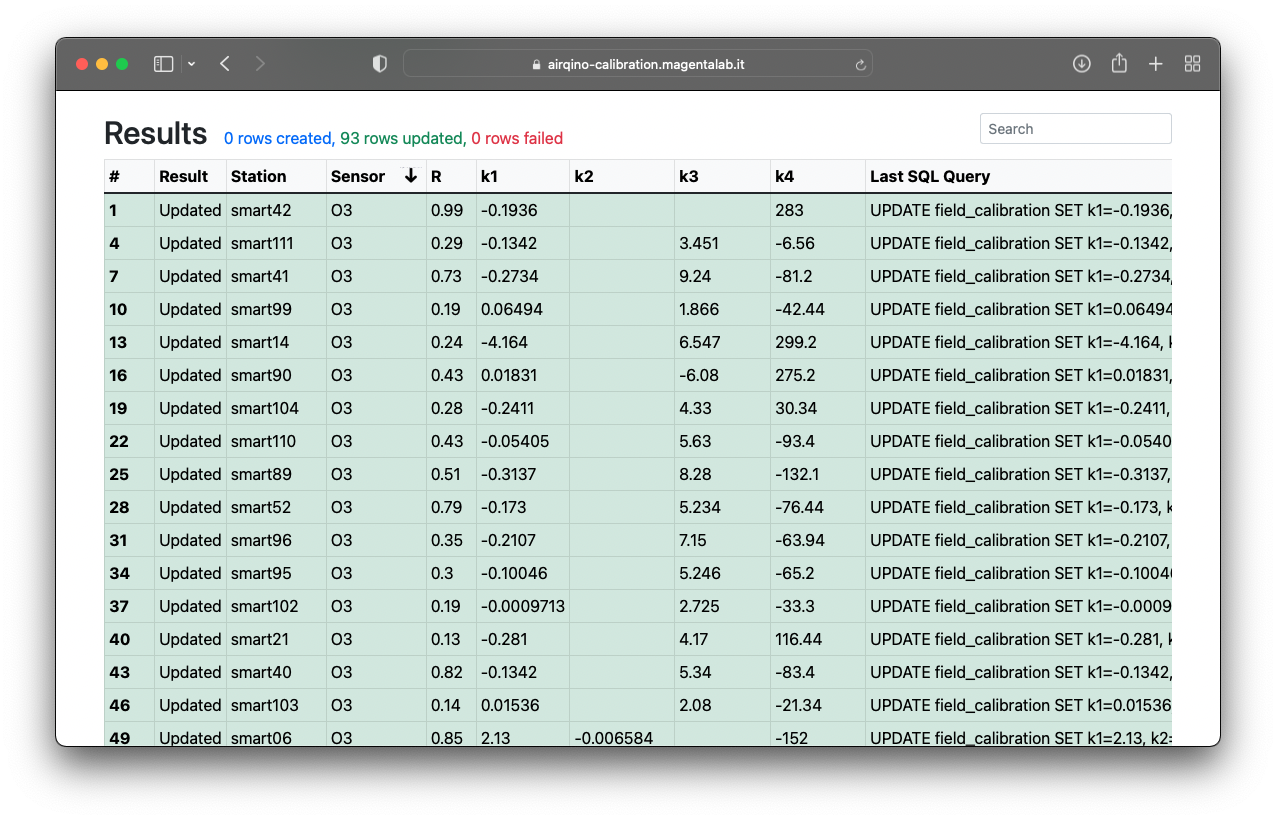 airqino-calibration.magentalab.it
Results 0 rows created, 93 rows updated, 0 rows failed Search
# Result Station Sensor ↓ R k1 k2 k3 k4 Last SQL Query
1 Updated smart42 O3 0.99 -0.1936 283 UPDATE field_calibration SET k1=-0.1936,
4 Updated smart111 O3 0.29 -0.1342 3.451 -6.56 UPDATE field_calibration SET k1=-0.1342,
7 Updated smart41 O3 0.73 -0.2734 9.24 -81.2 UPDATE field_calibration SET k1=-0.2734,
10 Updated smart99 O3 0.19 0.06494 1.866 -42.44 UPDATE field_calibration SET k1=0.06494
13 Updated smart14 O3 0.24 -4.164 6.547 299.2 UPDATE field_calibration SET k1=-4.164, k
16 Updated smart90 O3 0.43 0.01831 -6.08 275.2 UPDATE field_calibration SET k1=0.01831,
19 Updated smart104 O3 0.28 -0.2411 4.33 30.34 UPDATE field_calibration SET k1=-0.2411,
22 Updated smart110 O3 0.43 -0.05405 5.63 -93.4 UPDATE field_calibration SET k1=-0.0540
25 Updated smart89 O3 0.51 -0.3137 8.28 -132.1 UPDATE field_calibration SET k1=-0.3137,
28 Updated smart52 O3 0.79 -0.173 5.234 -76.44 UPDATE field_calibration SET k1=-0.173, k
31 Updated smart96 O3 0.35 -0.2107 7.15 -63.94 UPDATE field_calibration SET k1=-0.2107,
34 Updated smart95 O3 0.3 -0.10046 5.246 -65.2 UPDATE field_calibration SET k1=-0.10046
37 Updated smart102 O3 0.19 -0.0009713 2.725 -33.3 UPDATE field_calibration SET k1=-0.0009
40 Updated smart21 O3 0.13 -0.281 4.17 116.44 UPDATE field_calibration SET k1=-0.281, k
43 Updated smart40 O3 0.82 -0.1342 5.34 -83.4 UPDATE field_calibration SET k1=-0.1342,
46 Updated smart103 O3 0.14 0.01536 2.08 -21.34 UPDATE field_calibration SET k1=0.01536
49 Updated smart06 O3 0.85 2.13 -0.006584 -152 UPDATE field_calibration SET k1=2.13, k2=